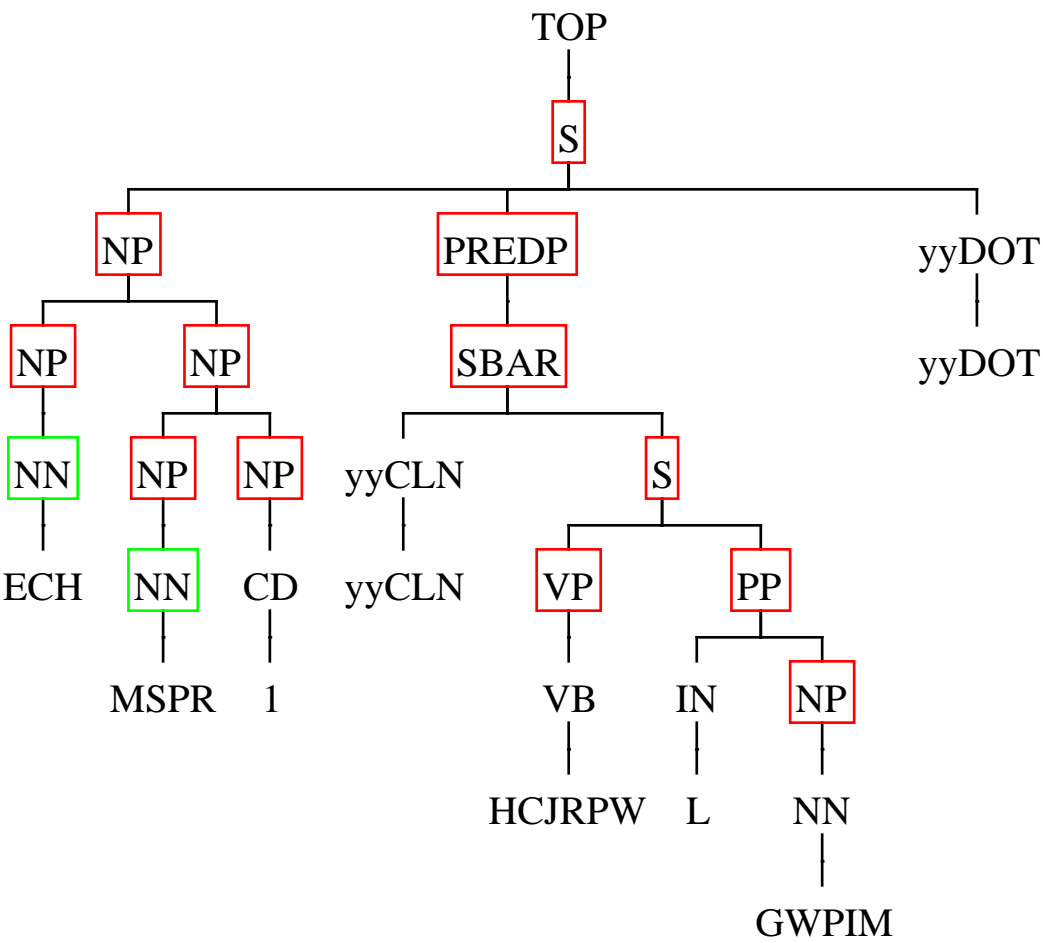 TOP
S
NP PREDP yyDOT
NP NP SBAR yyDOT
NN NP NP yyCLN S
ECH NN CD yyCLN VP PP
MSPR 1 VB IN NP
HCJRPW L NN
GWPIM